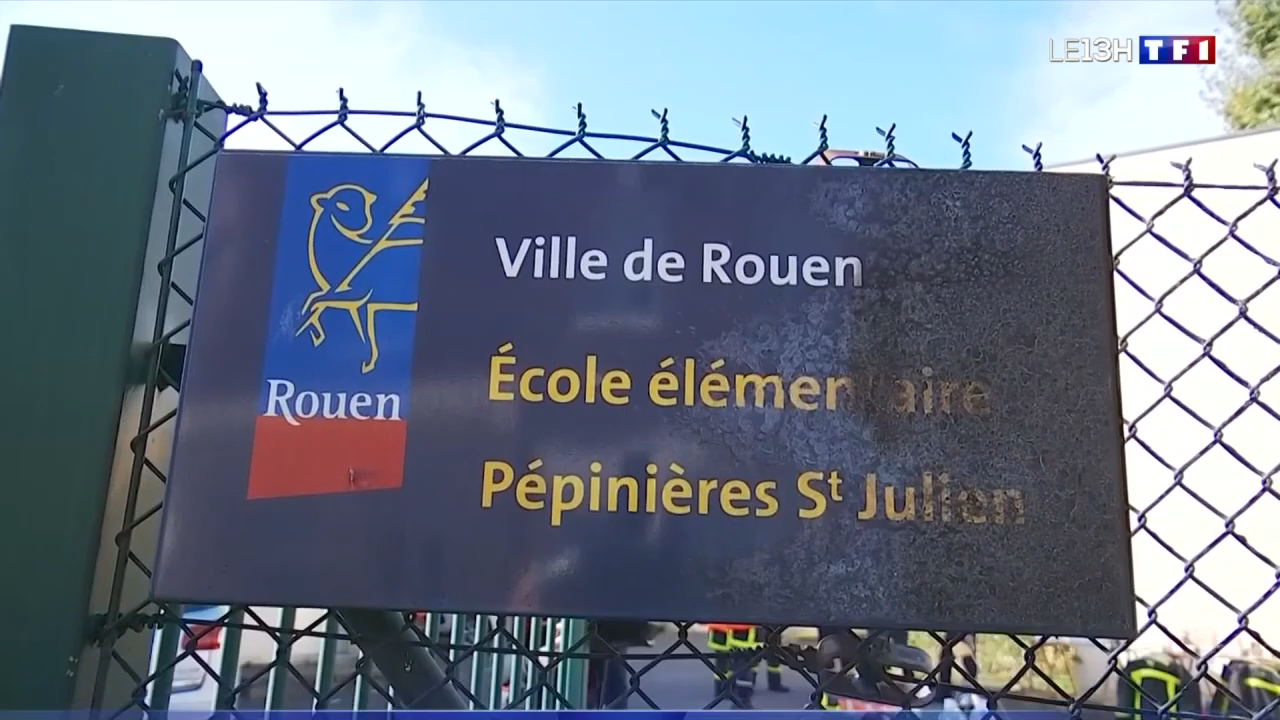 LE13H TF1
Ville de Rouen
École élémentaire
Rouen
Pépinières St Julien